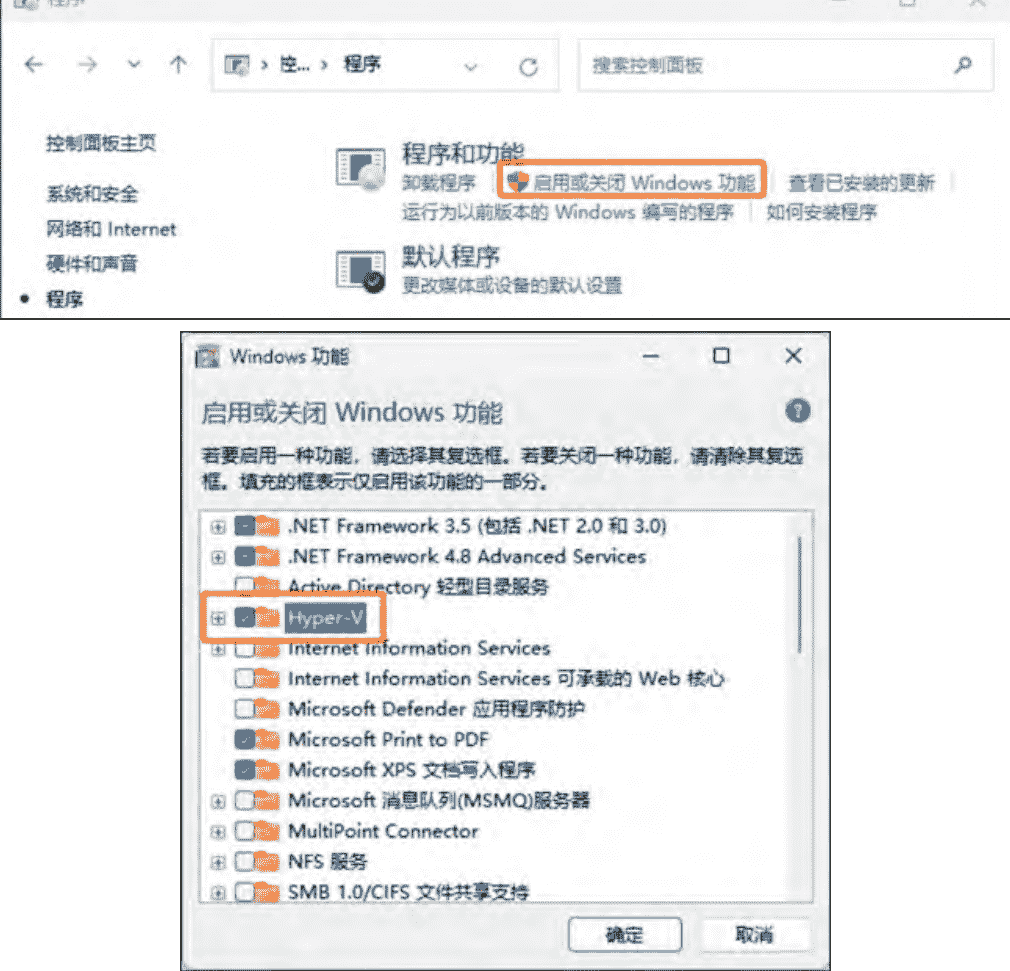 程序
控... › 程序
搜索控制面板
控制面板主页
系统和安全
网络和 Internet
硬件和声音
程序
程序和功能
卸载程序 启用或关闭 Windows 功能 查看已安装的更新
运行为以前版本的 Windows 编写的程序 如何安装程序
默认程序
更改媒体或设备的默认设置
Windows 功能
启用或关闭 Windows 功能
若要启用一种功能，请选择其复选框。若要关闭一种功能，请清除其复选
框。填充的框表示仅启用该功能的一部分。
.NET Framework 3.5 (包括 .NET 2.0 和 3.0)
.NET Framework 4.8 Advanced Services
Active Directory 轻型目录服务
Hyper-V
Internet Information Services
Internet Information Services 可承载的 Web 核心
Microsoft Defender 应用程序防护
Microsoft Print to PDF
Microsoft XPS 文档写入程序
Microsoft 消息队列(MSMQ)服务器
MultiPoint Connector
NFS 服务
SMB 1.0/CIFS 文件共享支持
确定 取消